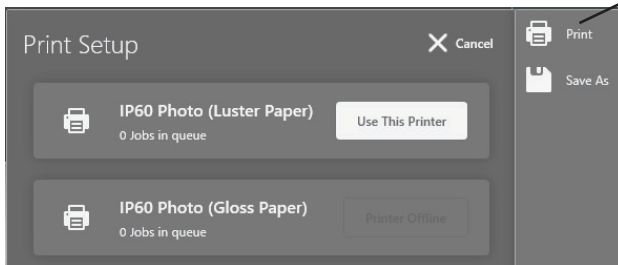 Print Setup
Cancel
IP60 Photo (Luster Paper)
0 Jobs in queue
Use This Printer
IP60 Photo (Gloss Paper)
0 Jobs in queue
Printer Offline
Print
Save As